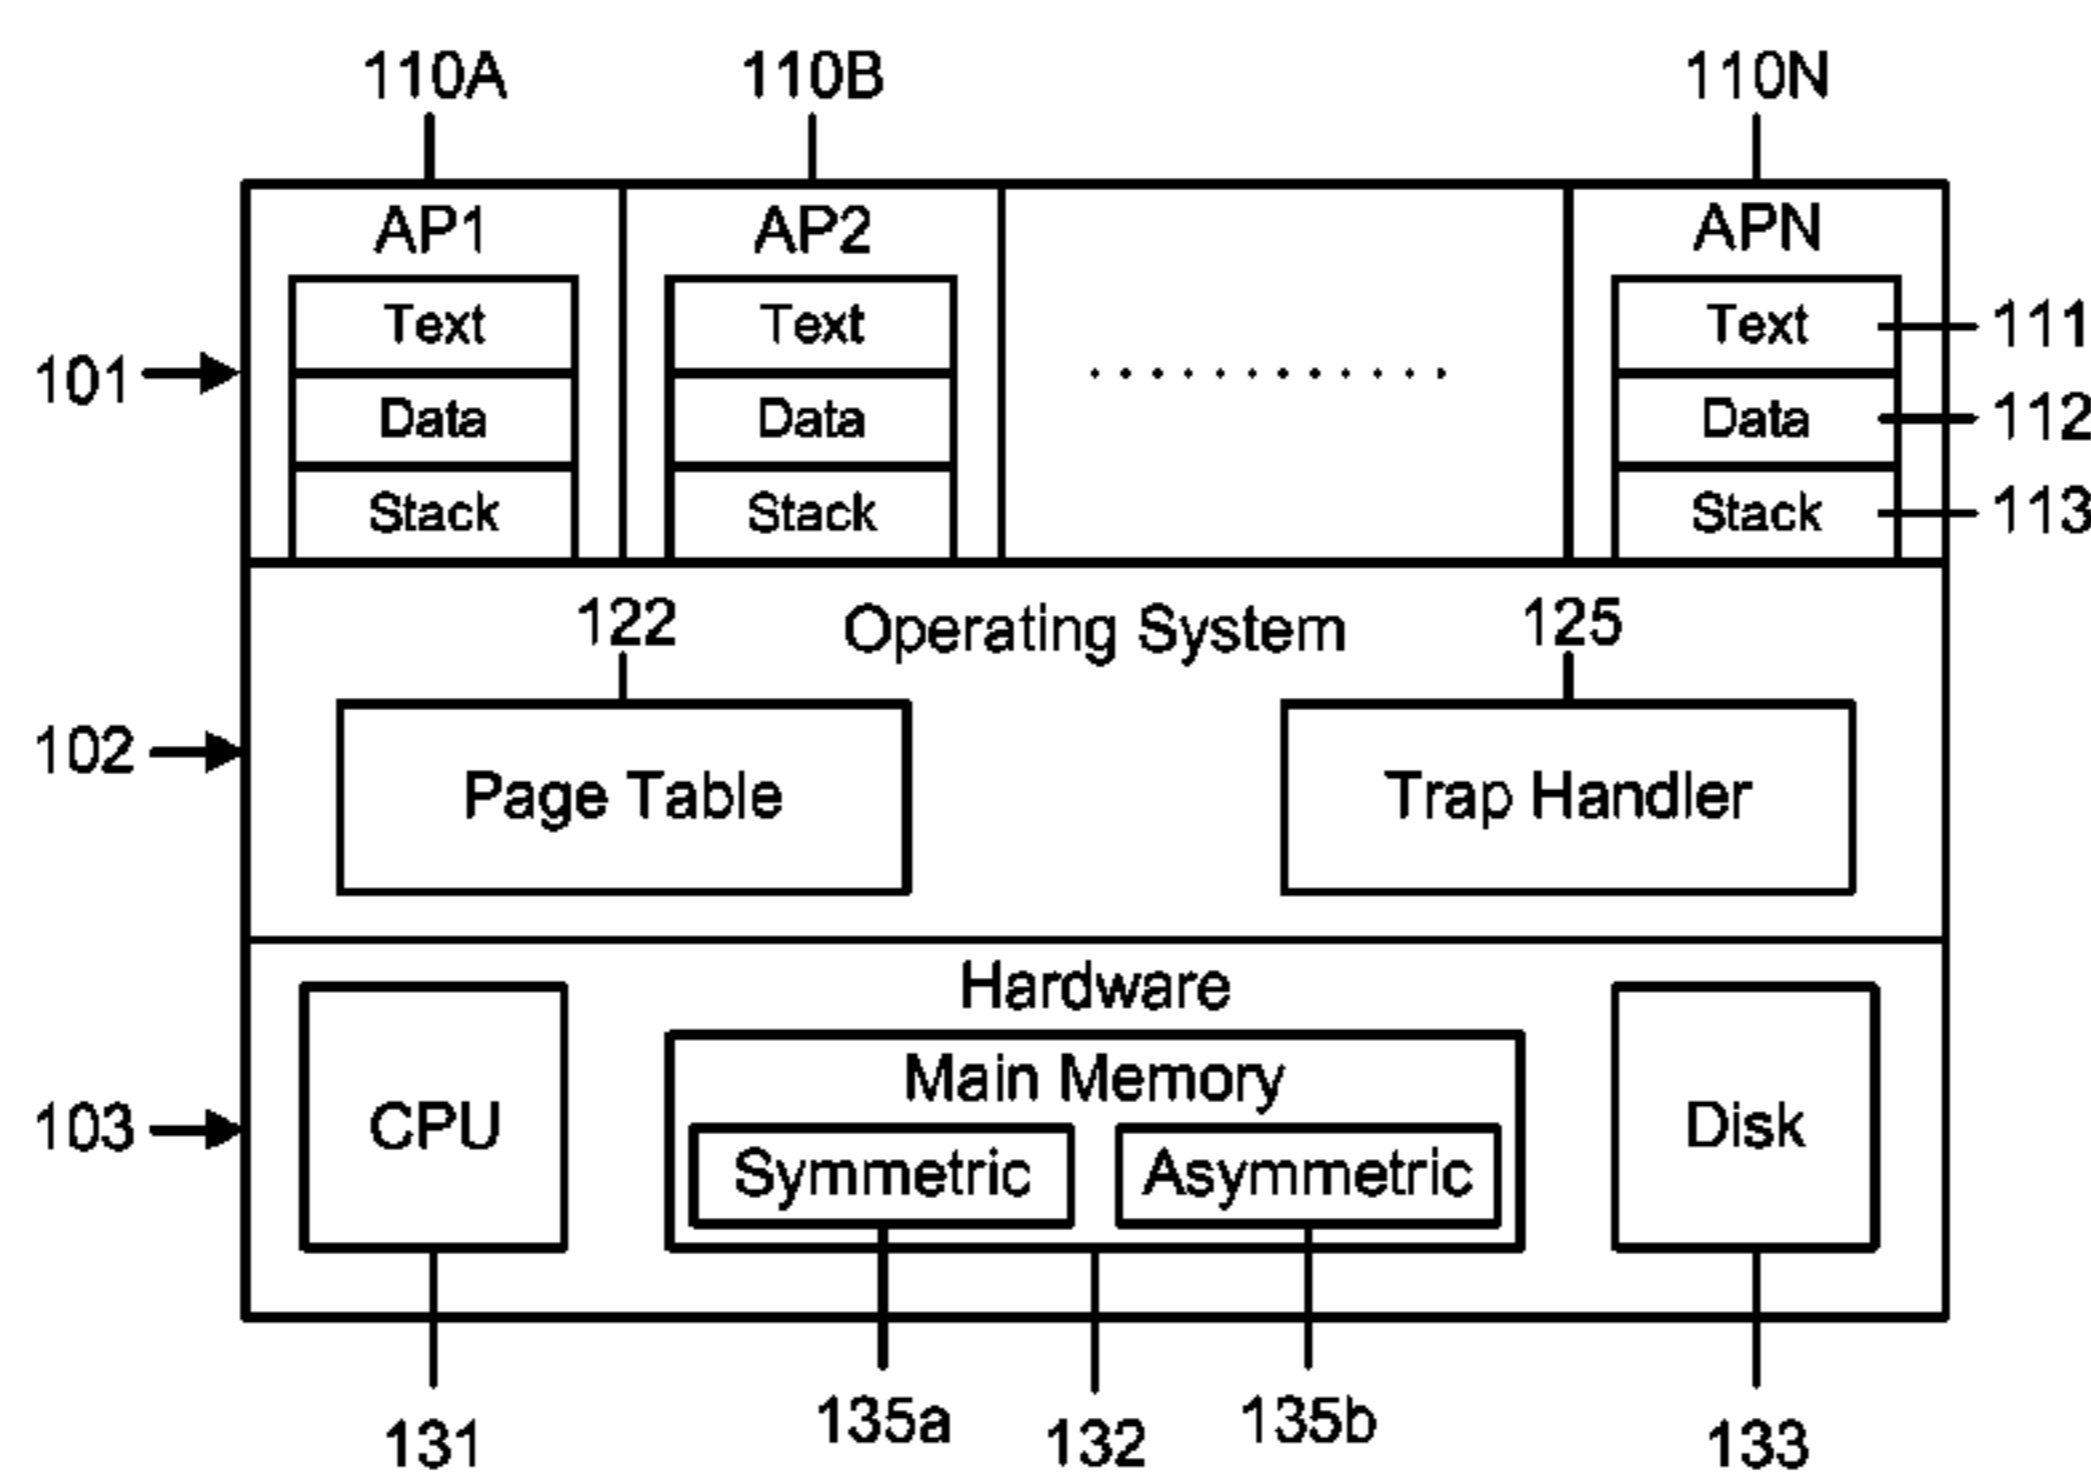 110A 110B 110N
AP1 AP2 APN
Text Text Text 111
101
Data Data Data 112
Stack Stack Stack 113
122 Operating System 125
102
Page Table Trap Handler
Hardware
Main Memory
103 CPU Disk
Symmetric Asymmetric
135a 135b
131 132 133